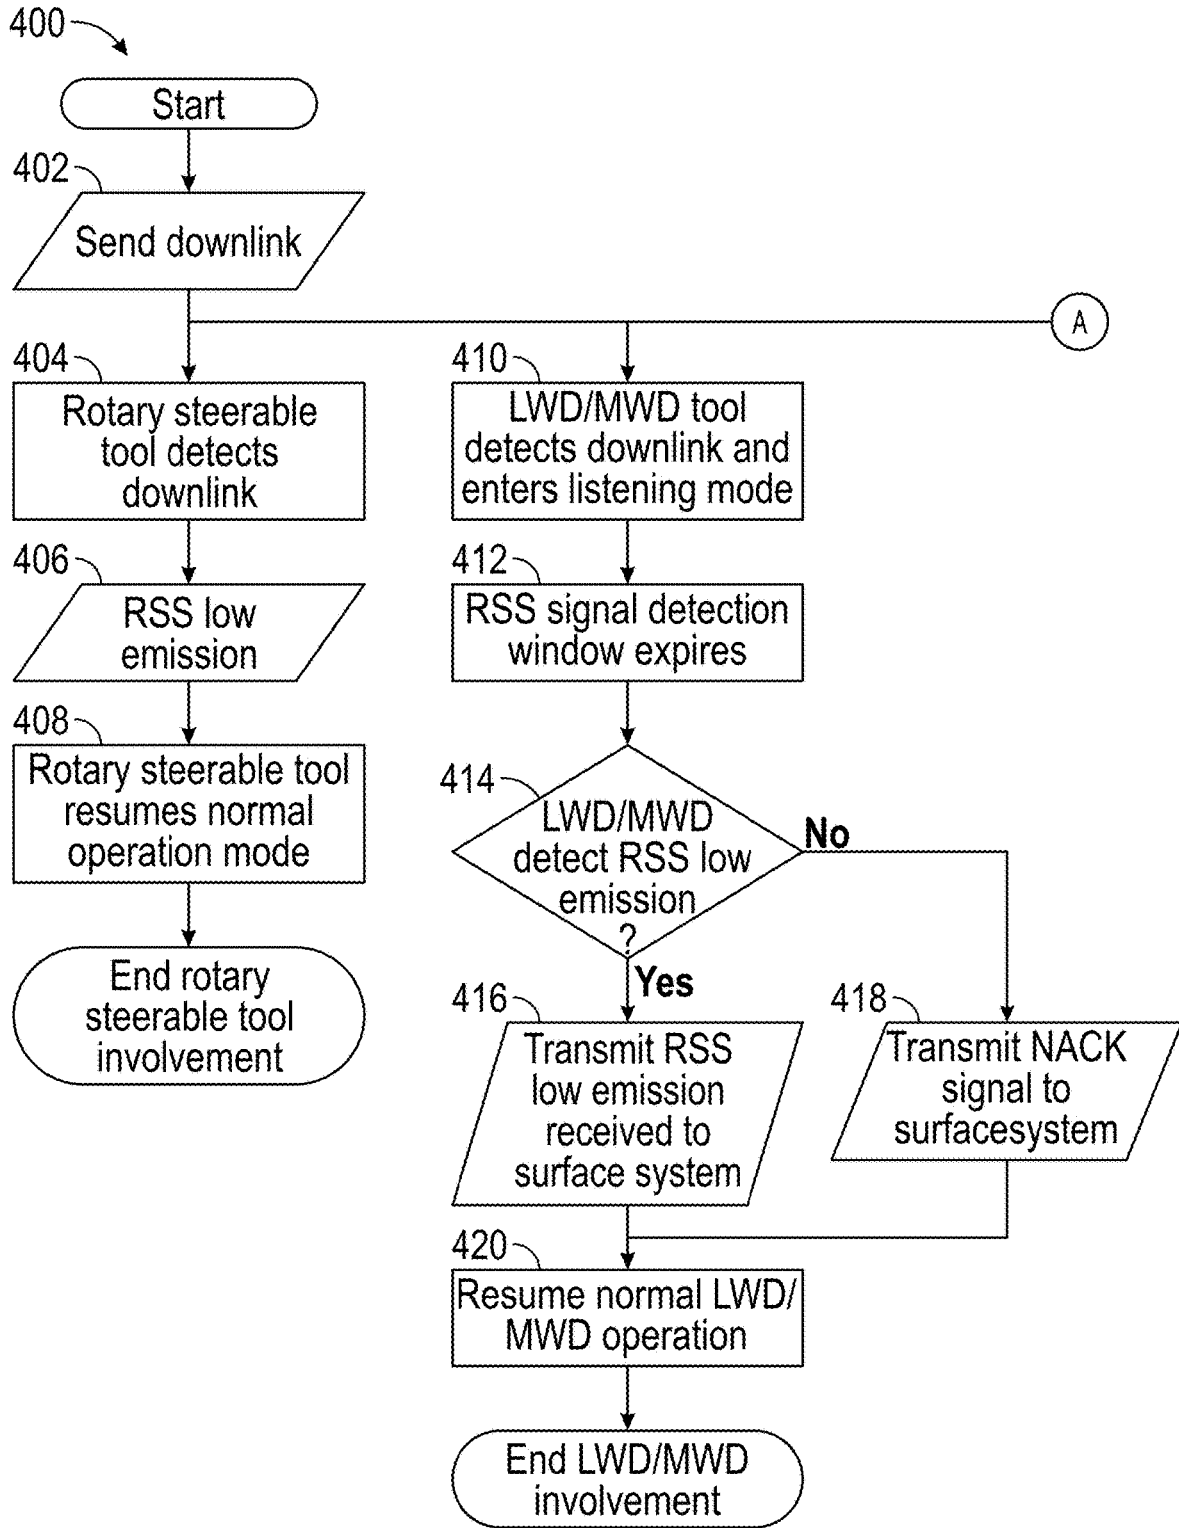 400
Start
402
Send downlink
A
404
Rotary steerable
tool detects
downlink
406
RSS low
emission
408
Rotary steerable tool
resumes normal
operation mode
End rotary
steerable tool
involvement
410
LWD/MWD tool
detects downlink and
enters listening mode
412
RSS signal detection
window expires
414
LWD/MWD
detect RSS low
emission
?
No
Yes
416
Transmit RSS
low emission
received to
surface system
418
Transmit NACK
signal to
surfacesystem
420
Resume normal LWD/
MWD operation
End LWD/MWD
involvement